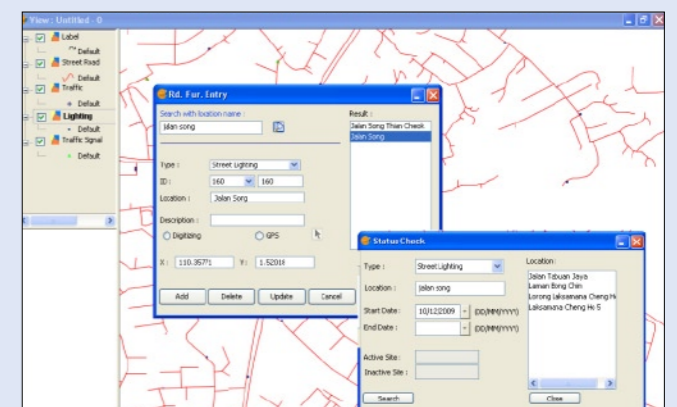 View : Untitled - 0
Label
Default
Street Road
Default
Traffic
Default
Lighting
Default
Traffic Signal
Default
Rd. Fur. Entry
Search with location name :
jalan song
Result :
Jalan Song Thian Cheok
Jalan Song
Type :
Street Lighting
ID :
160
160
Location :
Jalan Song
Description :
Digitizing
GPS
X :
110.35771
Y :
1.52018
Add
Delete
Update
Cancel
Status Check
Type :
Street Lighting
Location :
jalan song
Start Date :
10/12/2009
(DD/MM/YYYY)
End Date :
(DD/MM/YYYY)
Active Site :
Inactive Site :
Search
Location :
Jalan Tabuan Jaya
Laman Bong Chin
Lorong laksamana Cheng H
Laksamana Cheng Ho 5
Close